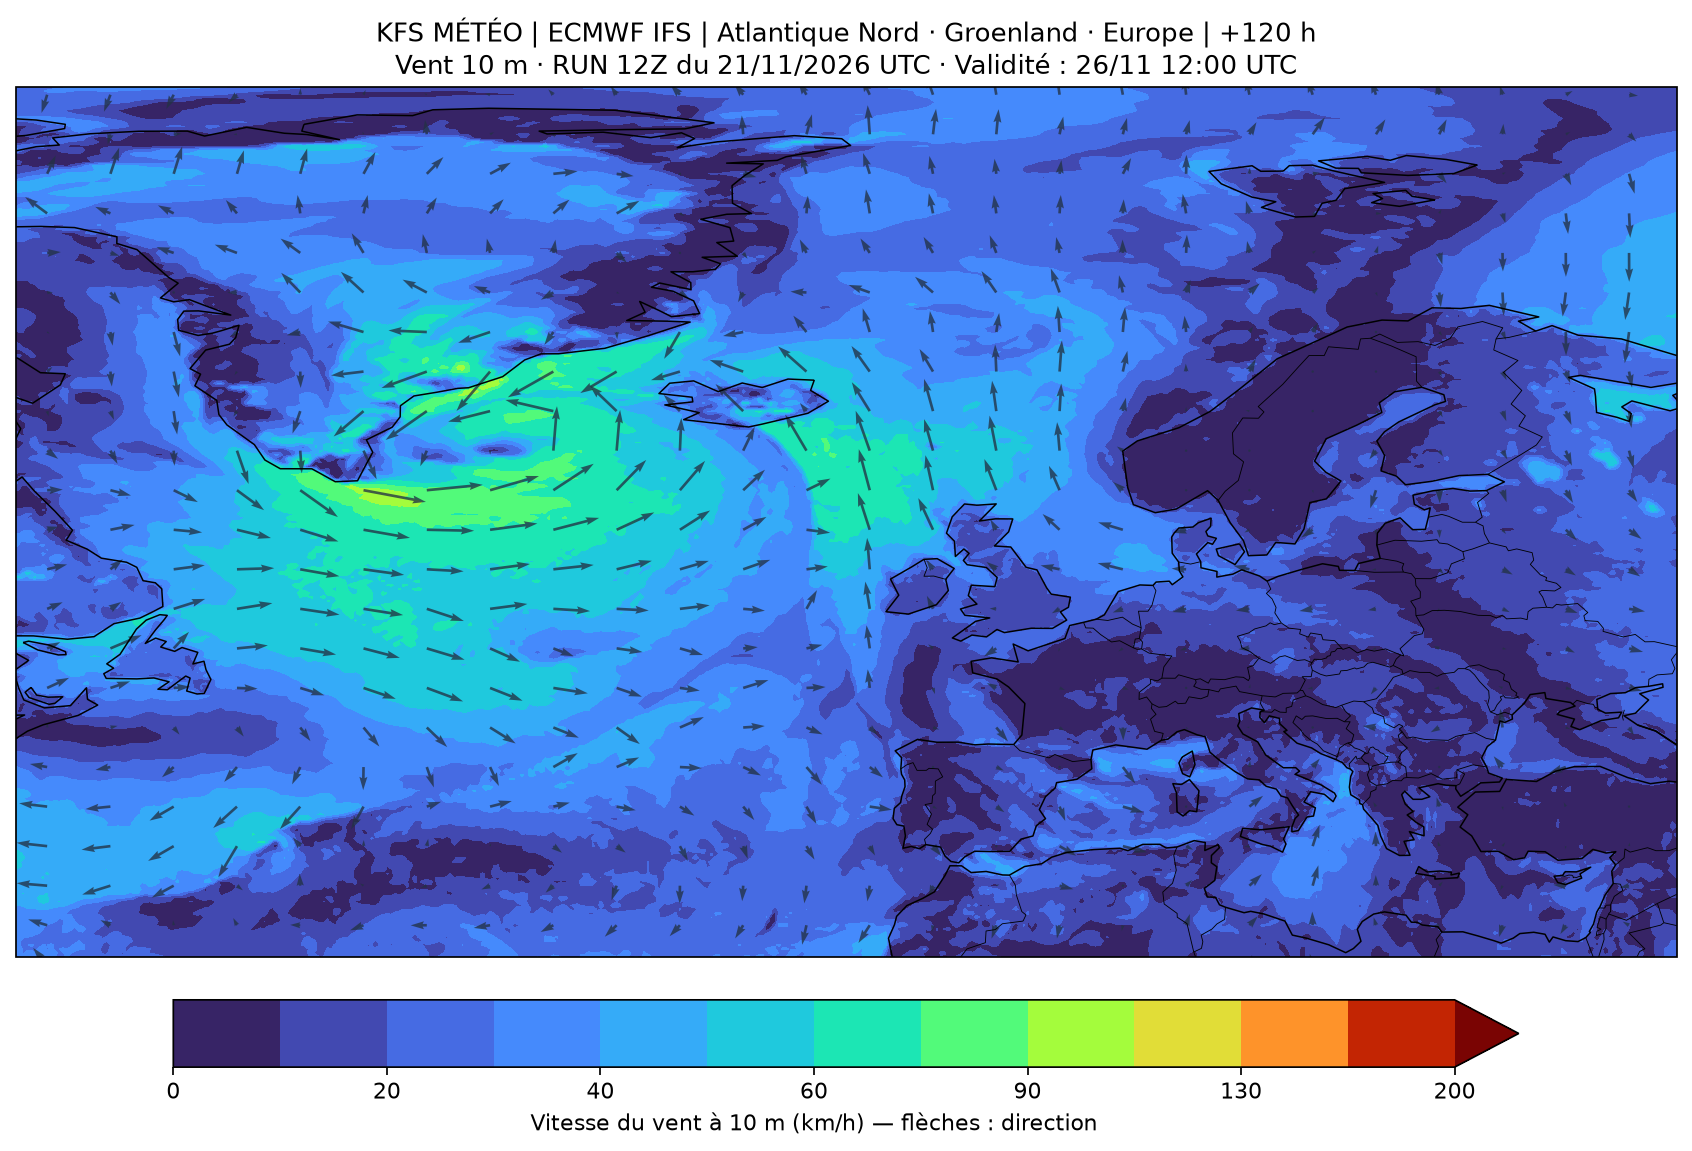 KFS MÉTÉO | ECMWF IFS | Atlantique Nord · Groenland · Europe | +120 h
Vent 10 m · RUN 12Z du 21/11/2026 UTC · Validité : 26/11 12:00 UTC
0 20 40 60 90 130 200
Vitesse du vent à 10 m (km/h) — flèches : direction